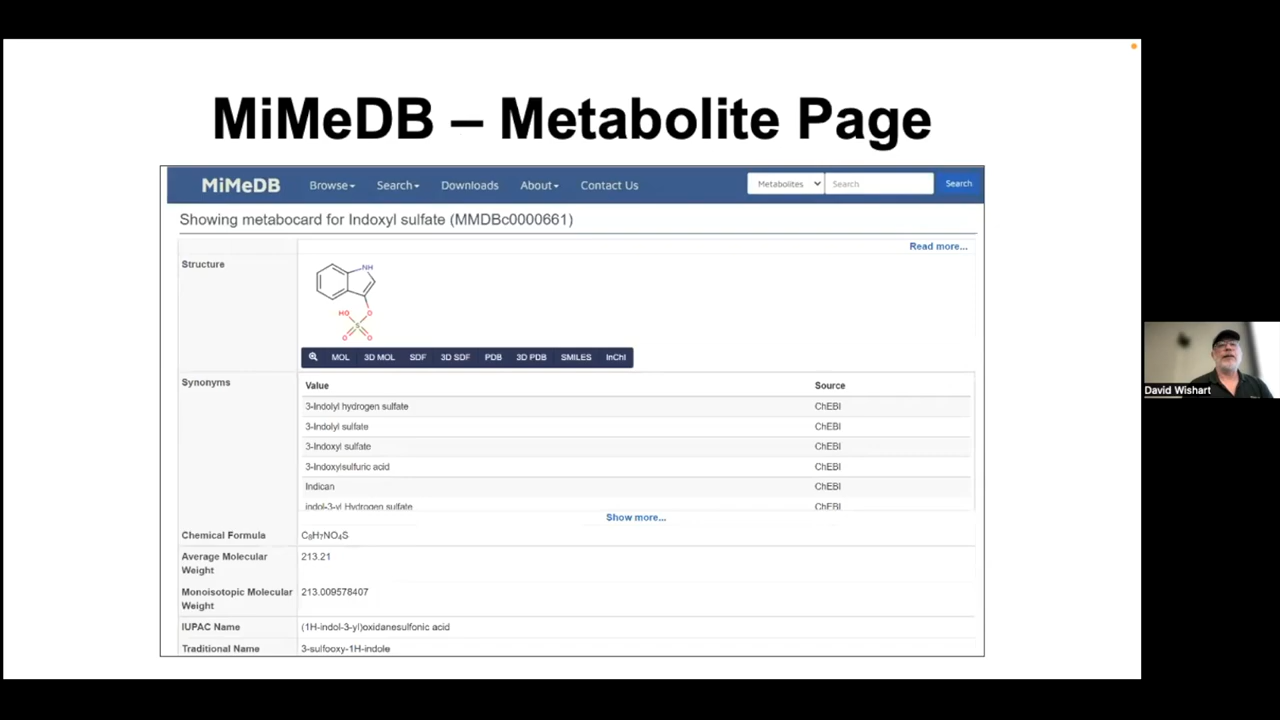 MiMeDB – Metabolite Page
MiMeDB Browse Search Downloads About Contact Us Metabolites Search Search
Showing metabocard for Indoxyl sulfate (MMDBc0000661)
Read more...
Structure
NH
HO O
S
O O
MOL 3D MOL SDF 3D SDF PDB 3D PDB SMILES InChI
Synonyms
Value Source
3-Indolyl hydrogen sulfate ChEBI
3-Indolyl sulfate ChEBI
3-Indoxyl sulfate ChEBI
3-Indoxylsulfuric acid ChEBI
Indican ChEBI
indol-3-yl Hydrogen sulfate ChEBI
Show more...
Chemical Formula C₈H₇NO₄S
Average Molecular 213.21
Weight
Monoisotopic Molecular 213.009578407
Weight
IUPAC Name (1H-indol-3-yl)oxidanesulfonic acid
Traditional Name 3-sulfooxy-1H-indole
David Wishart